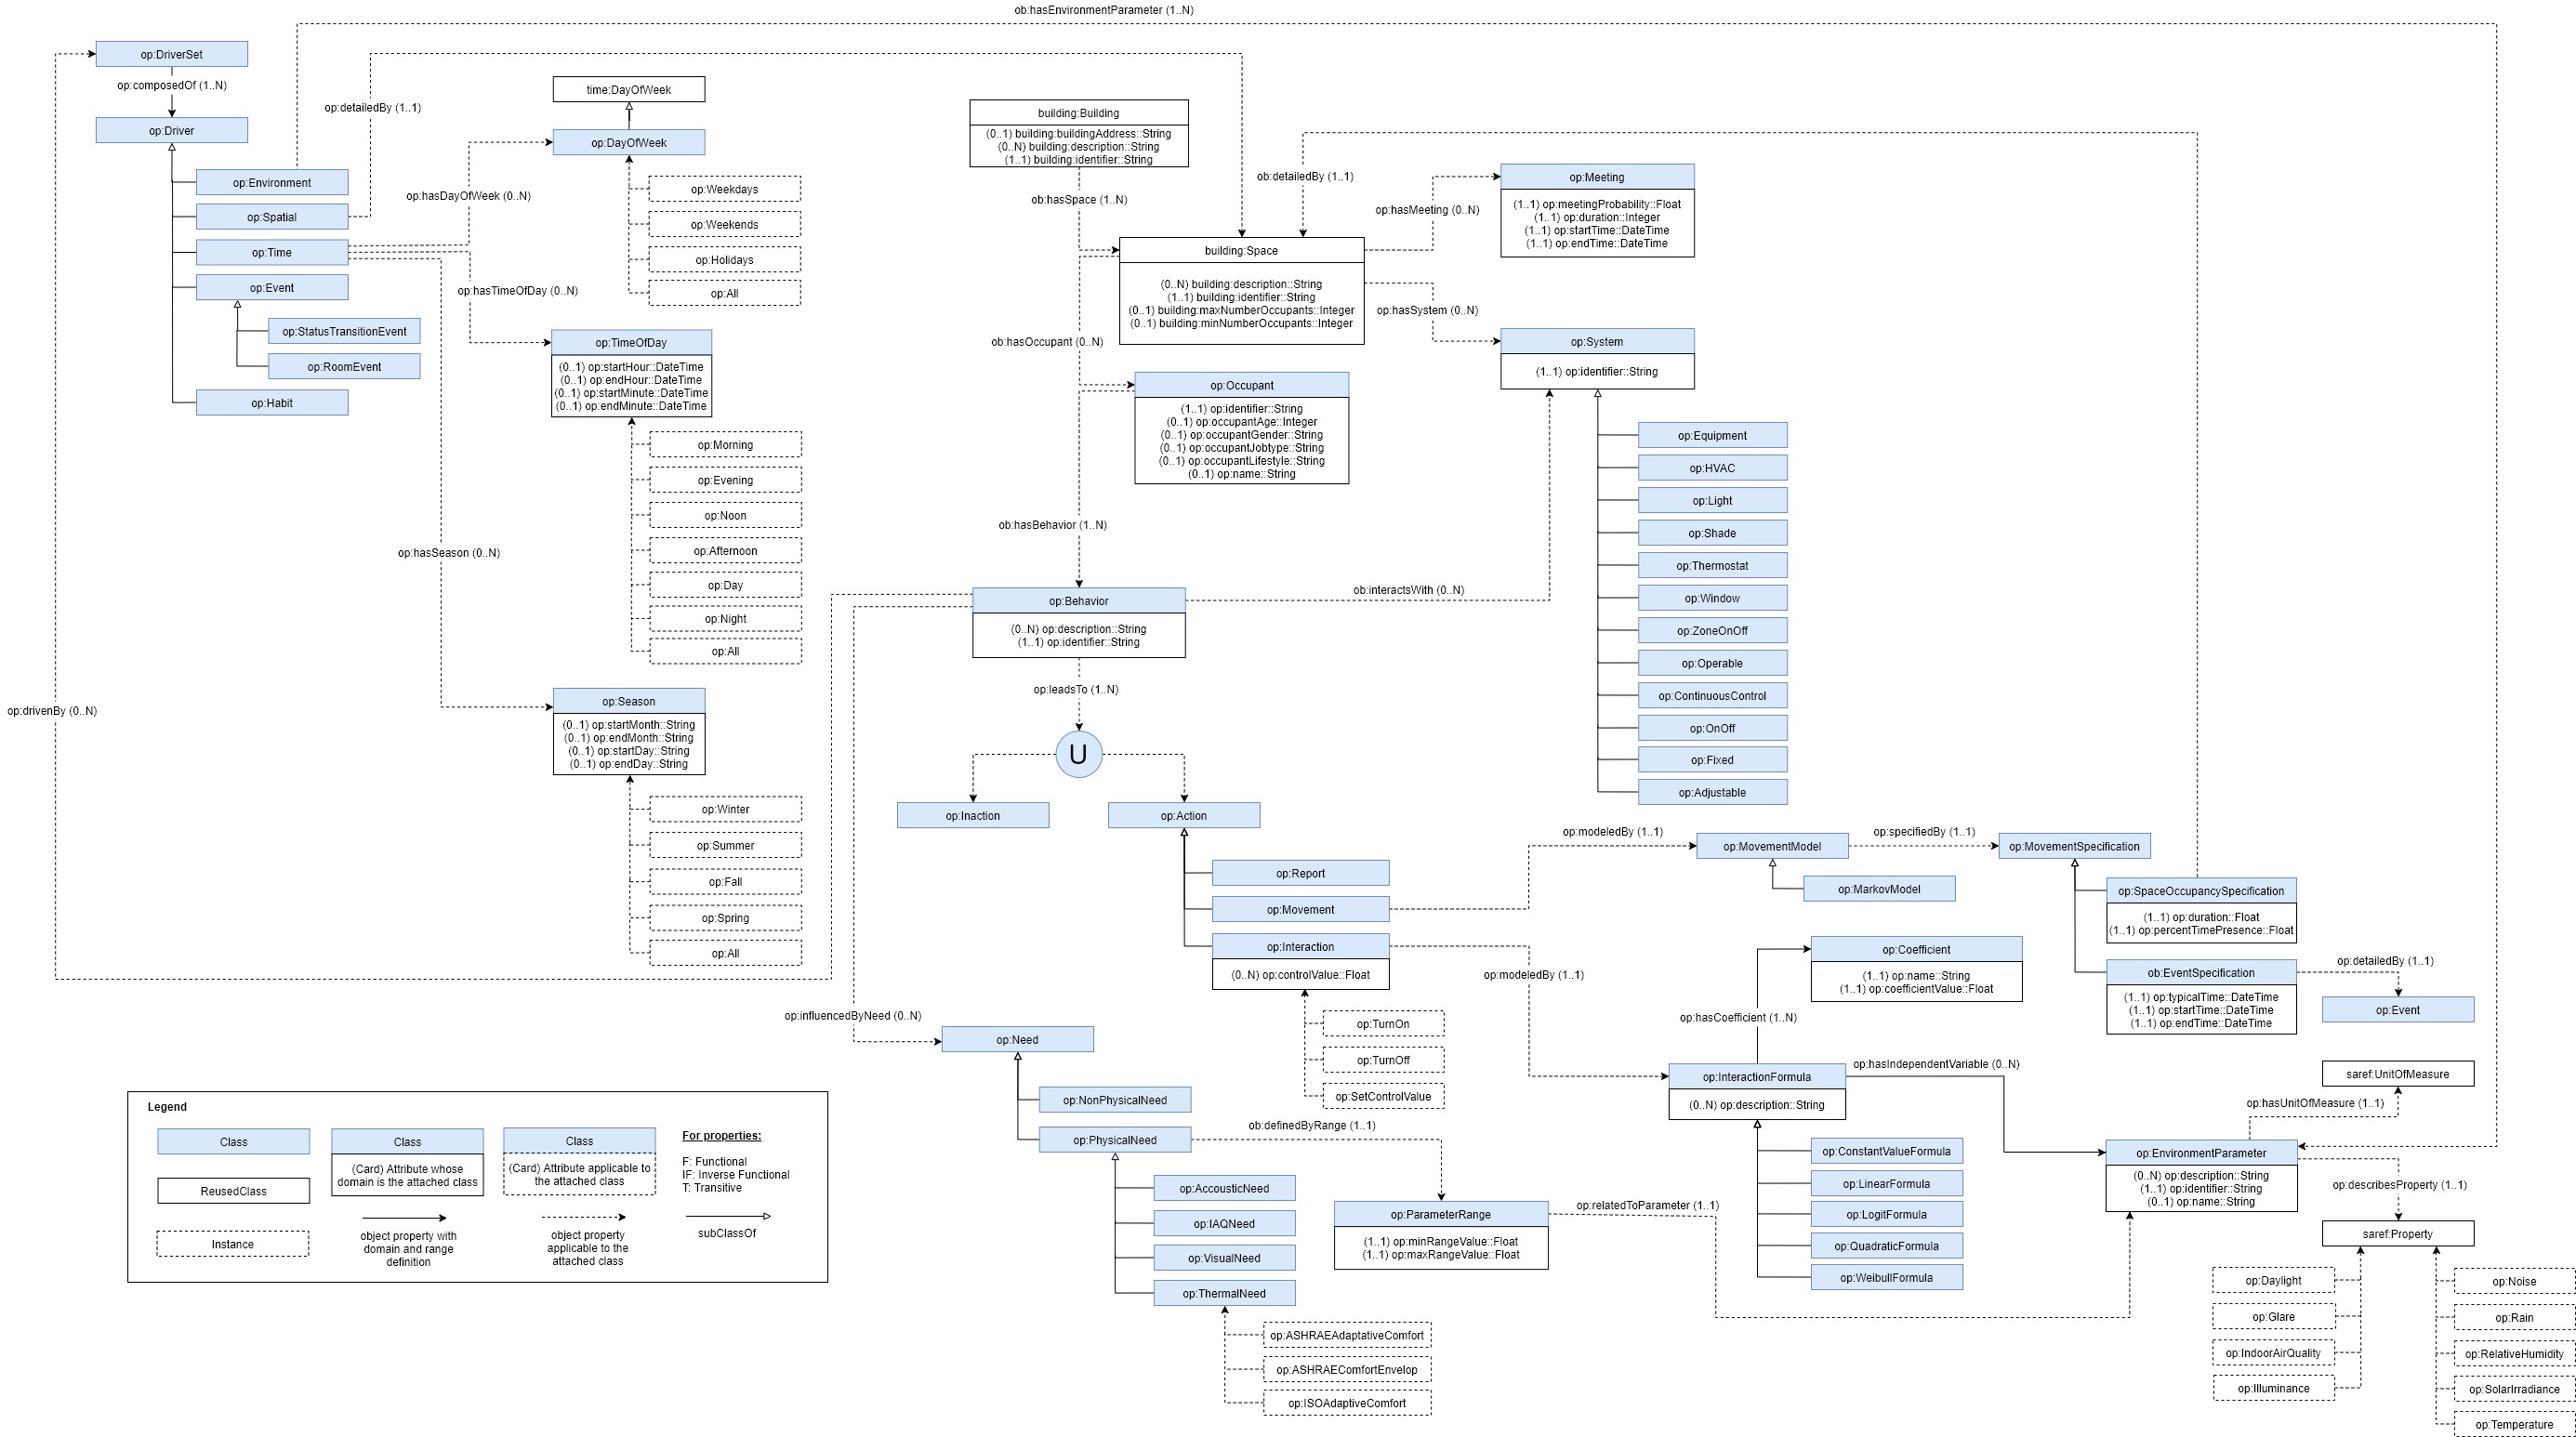 ob:hasEnvironmentParameter (1..N)
op:DriverSet
op:composedOf (1..N)
op:Driver
op:Environment
op:Spatial
op:Time
op:Event
op:StatusTransitionEvent
op:RoomEvent
op:Habit
op:detailedBy (1..1)
op:hasDayOfWeek (0..N)
op:hasTimeOfDay (0..N)
op:hasSeason (0..N)
op:drivenBy (0..N)
time:DayOfWeek
op:DayOfWeek
op:Weekdays
op:Weekends
op:Holidays
op:All
op:TimeOfDay
(0..1) op:startHour::DateTime
(0..1) op:endHour::DateTime
(0..1) op:startMinute::DateTime
(0..1) op:endMinute::DateTime
op:Morning
op:Evening
op:Noon
op:Afternoon
op:Day
op:Night
op:All
op:Season
(0..1) op:startMonth::String
(0..1) op:endMonth::String
(0..1) op:startDay::String
(0..1) op:endDay::String
op:Winter
op:Summer
op:Fall
op:Spring
op:All
building:Building
(0..1) building:buildingAddress::String
(0..N) building:description::String
(1..1) building:identifier::String
ob:hasSpace (1..N)
ob:detailedBy (1..1)
building:Space
(0..N) building:description::String
(1..1) building:identifier::String
(0..1) building:maxNumberOccupants::Integer
(0..1) building:minNumberOccupants::Integer
op:hasMeeting (0..N)
op:Meeting
(1..1) op:meetingProbability::Float
(1..1) op:duration::Integer
(1..1) op:startTime::DateTime
(1..1) op:endTime::DateTime
op:hasSystem (0..N)
op:System
(1..1) op:identifier::String
op:Equipment
op:HVAC
op:Light
op:Shade
op:Thermostat
op:Window
op:ZoneOnOff
op:Operable
op:ContinuousControl
op:OnOff
op:Fixed
op:Adjustable
ob:hasOccupant (0..N)
op:Occupant
(1..1) op:identifier::String
(0..1) op:occupantAge::Integer
(0..1) op:occupantGender::String
(0..1) op:occupantJobtype::String
(0..1) op:occupantLifestyle::String
(0..1) op:name::String
ob:hasBehavior (1..N)
op:Behavior
(0..N) op:description::String
(1..1) op:identifier::String
ob:interactsWith (0..N)
op:leadsTo (1..N)
U
op:Inaction
op:Action
op:Report
op:Movement
op:Interaction
(0..N) op:controlValue::Float
op:TurnOn
op:TurnOff
op:SetControlValue
op:modeledBy (1..1)
op:MovementModel
op:MarkovModel
op:specifiedBy (1..1)
op:MovementSpecification
op:SpaceOccupancySpecification
(1..1) op:duration::Float
(1..1) op:percentTimePresence::Float
ob:EventSpecification
(1..1) op:typicalTime::DateTime
(1..1) op:startTime::DateTime
(1..1) op:endTime::DateTime
op:detailedBy (1..1)
op:Event
op:modeledBy (1..1)
op:Coefficient
(1..1) op:name::String
(1..1) op:coefficientValue::Float
op:hasCoefficient (1..N)
op:InteractionFormula
(0..N) op:description::String
op:hasIndependentVariable (0..N)
op:ConstantValueFormula
op:LinearFormula
op:LogitFormula
op:QuadraticFormula
op:WeibullFormula
saref:UnitOfMeasure
op:hasUnitOfMeasure (1..1)
op:EnvironmentParameter
(0..N) op:description::String
(1..1) op:identifier::String
(0..1) op:name::String
op:describesProperty (1..1)
saref:Property
op:Daylight
op:Glare
op:IndoorAirQuality
op:Illuminance
op:Noise
op:Rain
op:RelativeHumidity
op:SolarIrradiance
op:Temperature
op:influencedByNeed (0..N)
op:Need
op:NonPhysicalNeed
op:PhysicalNeed
ob:definedByRange (1..1)
op:AccousticNeed
op:IAQNeed
op:VisualNeed
op:ThermalNeed
op:ASHRAEAdaptativeComfort
op:ASHRAEComfortEnvelop
op:ISOAdaptiveComfort
op:ParameterRange
(1..1) op:minRangeValue::Float
(1..1) op:maxRangeValue::Float
op:relatedToParameter (1..1)
Legend
Class
ReusedClass
Instance
Class
(Card) Attribute whose
domain is the attached class
object property with
domain and range
definition
Class
(Card) Attribute applicable to
the attached class
object property
applicable to the
attached class
For properties:
F: Functional
IF: Inverse Functional
T: Transitive
subClassOf